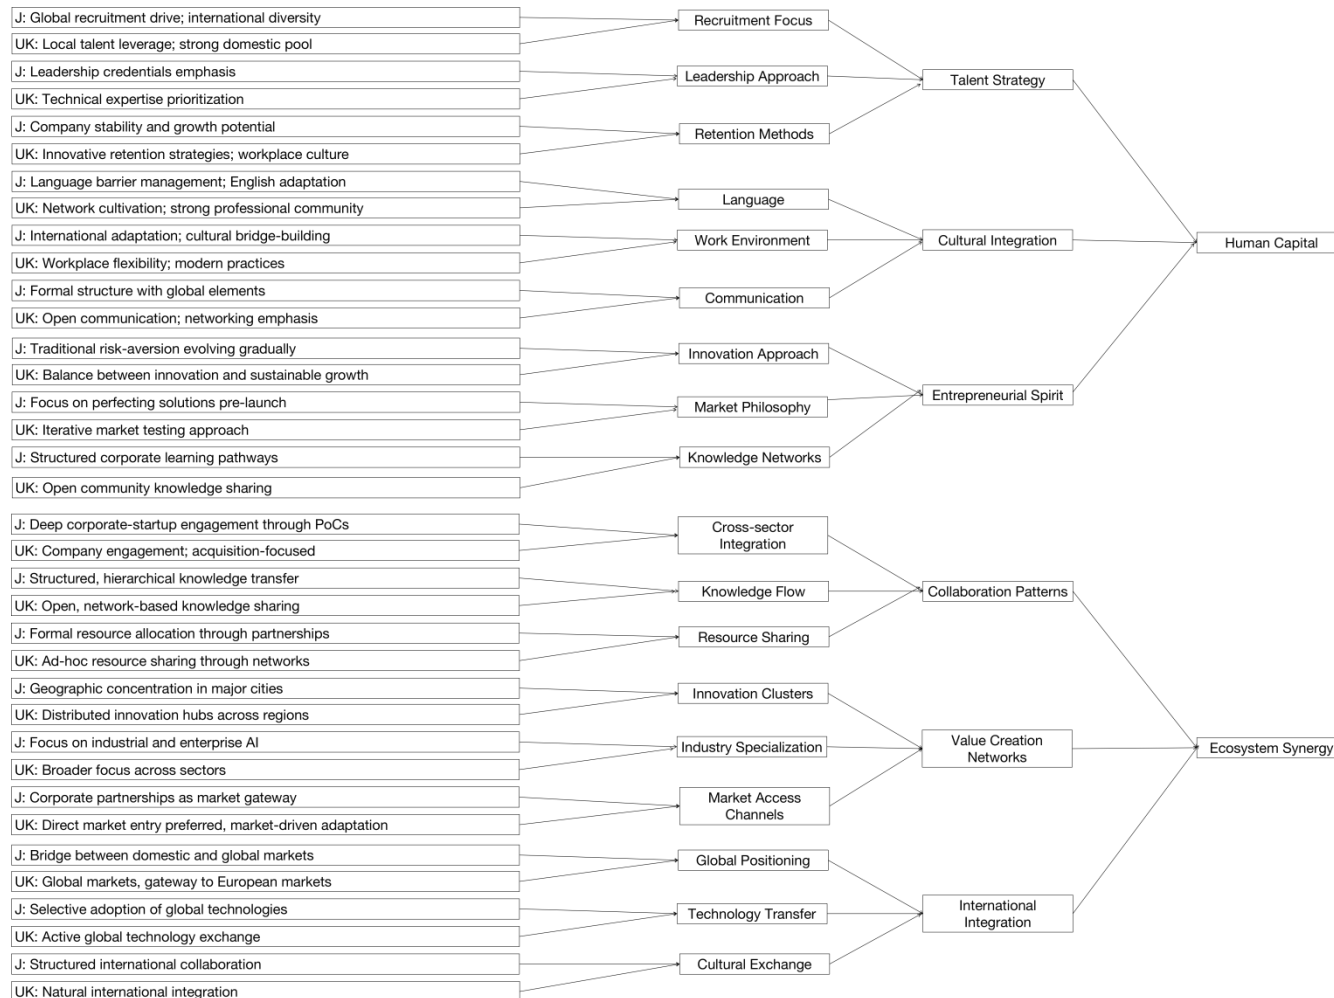 J: Global recruitment drive; international diversity
UK: Local talent leverage; strong domestic pool
J: Leadership credentials emphasis
UK: Technical expertise prioritization
J: Company stability and growth potential
UK: Innovative retention strategies; workplace culture
J: Language barrier management; English adaptation
UK: Network cultivation; strong professional community
J: International adaptation; cultural bridge-building
UK: Workplace flexibility; modern practices
J: Formal structure with global elements
UK: Open communication; networking emphasis
J: Traditional risk-aversion evolving gradually
UK: Balance between innovation and sustainable growth
J: Focus on perfecting solutions pre-launch
UK: Iterative market testing approach
J: Structured corporate learning pathways
UK: Open community knowledge sharing
J: Deep corporate-startup engagement through PoCs
UK: Company engagement; acquisition-focused
J: Structured, hierarchical knowledge transfer
UK: Open, network-based knowledge sharing
J: Formal resource allocation through partnerships
UK: Ad-hoc resource sharing through networks
J: Geographic concentration in major cities
UK: Distributed innovation hubs across regions
J: Focus on industrial and enterprise AI
UK: Broader focus across sectors
J: Corporate partnerships as market gateway
UK: Direct market entry preferred, market-driven adaptation
J: Bridge between domestic and global markets
UK: Global markets, gateway to European markets
J: Selective adoption of global technologies
UK: Active global technology exchange
J: Structured international collaboration
UK: Natural international integration
Recruitment Focus
Leadership Approach
Retention Methods
Language
Work Environment
Communication
Innovation Approach
Market Philosophy
Knowledge Networks
Cross-sector
Integration
Knowledge Flow
Resource Sharing
Innovation Clusters
Industry Specialization
Market Access
Channels
Global Positioning
Technology Transfer
Cultural Exchange
Talent Strategy
Cultural Integration
Entrepreneurial Spirit
Collaboration Patterns
Value Creation
Networks
International
Integration
Human Capital
Ecosystem Synergy